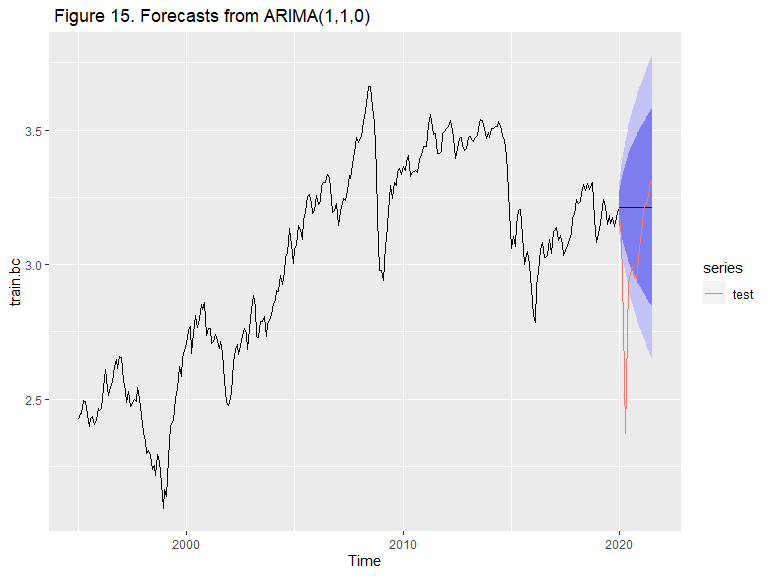 Figure 15. Forecasts from ARIMA(1,1,0)
3.5
3.0
2.5
train.bc
2000
2010
2020
Time
series
test